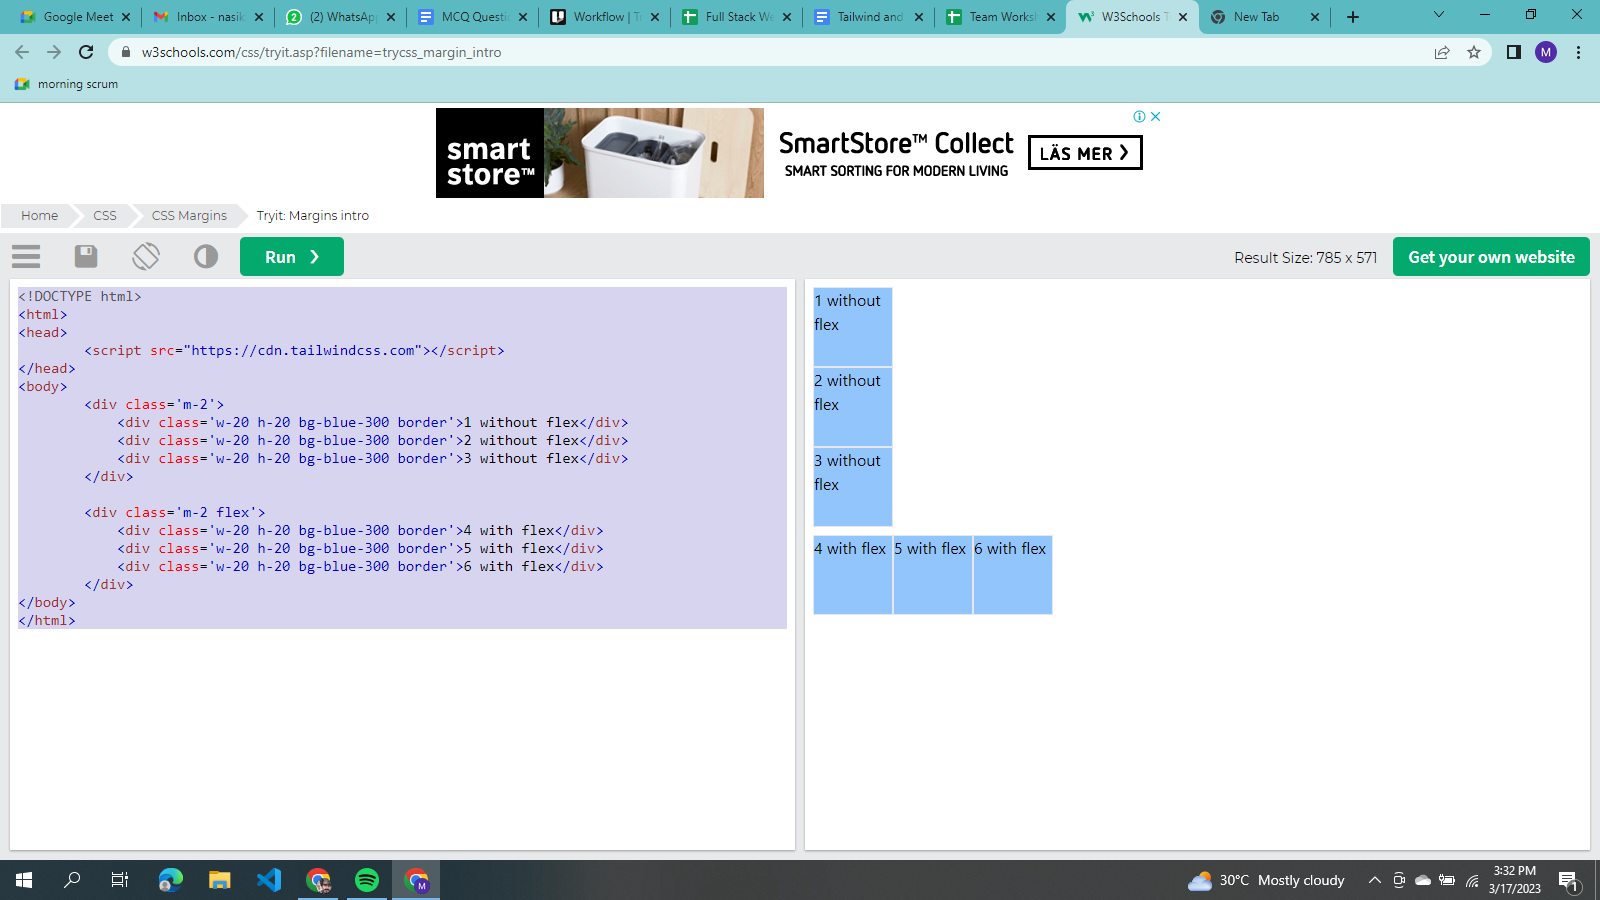 Google Meet
Inbox - nasik
(2) WhatsApp
MCQ Questio
Workflow | Tr
Full Stack We
Tailwind and
Team Worksh
W3Schools T
New Tab
w3schools.com/css/tryit.asp?filename=trycss_margin_intro
M
morning scrum
smart
store™
SmartStore™ Collect
SMART SORTING FOR MODERN LIVING
LÄS MER ❯
Home
CSS
CSS Margins
Tryit: Margins intro
Run ❯
Result Size: 785 x 571
Get your own website
<!DOCTYPE html>
<html>
<head>
<script src="https://cdn.tailwindcss.com"></script>
</head>
<body>
<div class='m-2'>
<div class='w-20 h-20 bg-blue-300 border'>1 without flex</div>
<div class='w-20 h-20 bg-blue-300 border'>2 without flex</div>
<div class='w-20 h-20 bg-blue-300 border'>3 without flex</div>
</div>
<div class='m-2 flex'>
<div class='w-20 h-20 bg-blue-300 border'>4 with flex</div>
<div class='w-20 h-20 bg-blue-300 border'>5 with flex</div>
<div class='w-20 h-20 bg-blue-300 border'>6 with flex</div>
</div>
</body>
</html>
1 without
flex
2 without
flex
3 without
flex
4 with flex
5 with flex
6 with flex
30°C Mostly cloudy
3:32 PM
3/17/2023
1